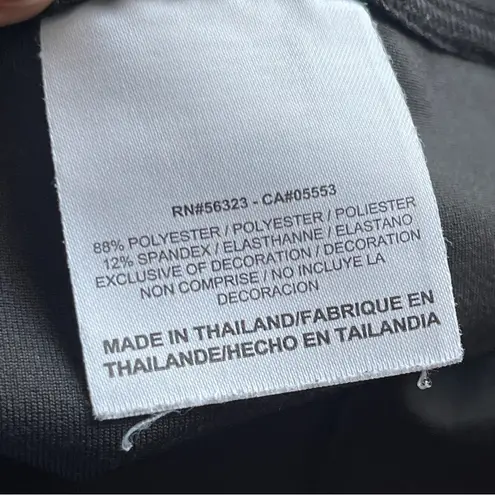 RN#56323 - CA#05553
88% POLYESTER / POLYESTER / POLIESTER
12% SPANDEX / ELASTHANNE / ELASTANO
EXCLUSIVE OF DECORATION / DECORATION
NON COMPRISE / NO INCLUYE LA
DECORACION
MADE IN THAILAND/FABRIQUE EN
THAILANDE/HECHO EN TAILANDIA